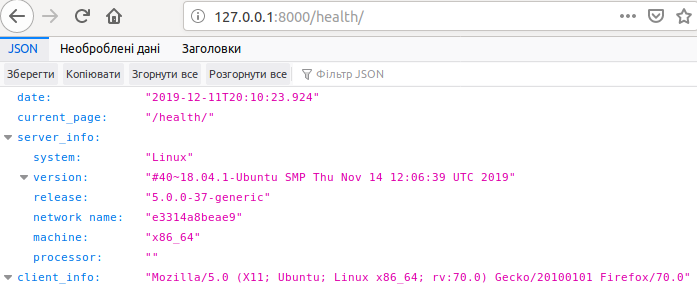 127.0.0.1:8000/health/
JSON Необроблені дані Заголовки
Зберегти Копіювати Згорнути все Розгорнути все Фільтр JSON
date: "2019-12-11T20:10:23.924"
current_page: "/health/"
server_info:
system: "Linux"
version: "#40~18.04.1-Ubuntu SMP Thu Nov 14 12:06:39 UTC 2019"
release: "5.0.0-37-generic"
network name: "e3314a8beae9"
machine: "x86_64"
processor: ""
client_info: "Mozilla/5.0 (X11; Ubuntu; Linux x86_64; rv:70.0) Gecko/20100101 Firefox/70.0"